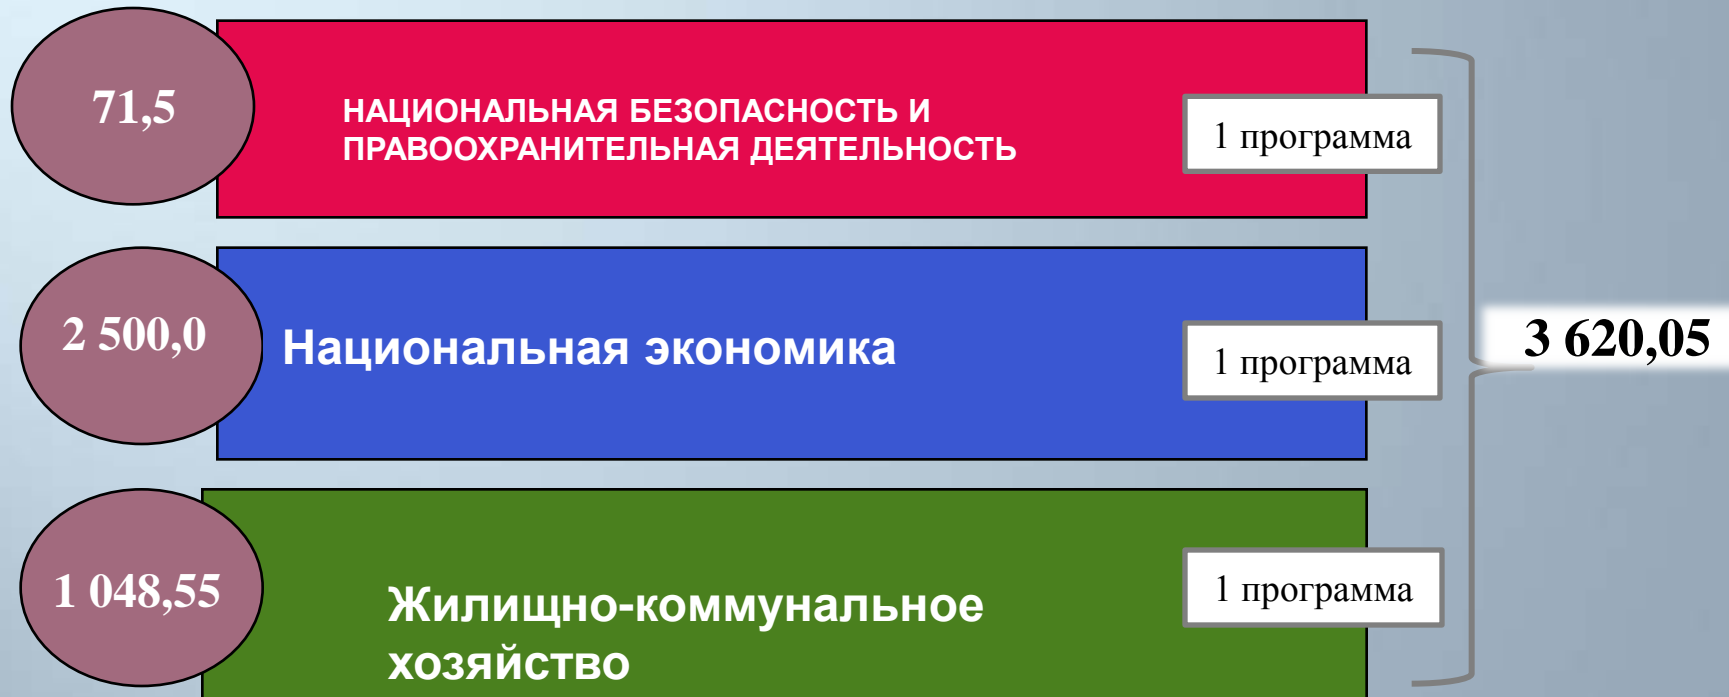 71,5
НАЦИОНАЛЬНАЯ БЕЗОПАСНОСТЬ И
ПРАВООХРАНИТЕЛЬНАЯ ДЕЯТЕЛЬНОСТЬ
1 программа
2 500,0
Национальная экономика
1 программа
3 620,05
1 048,55
Жилищно-коммунальное
хозяйство
1 программа